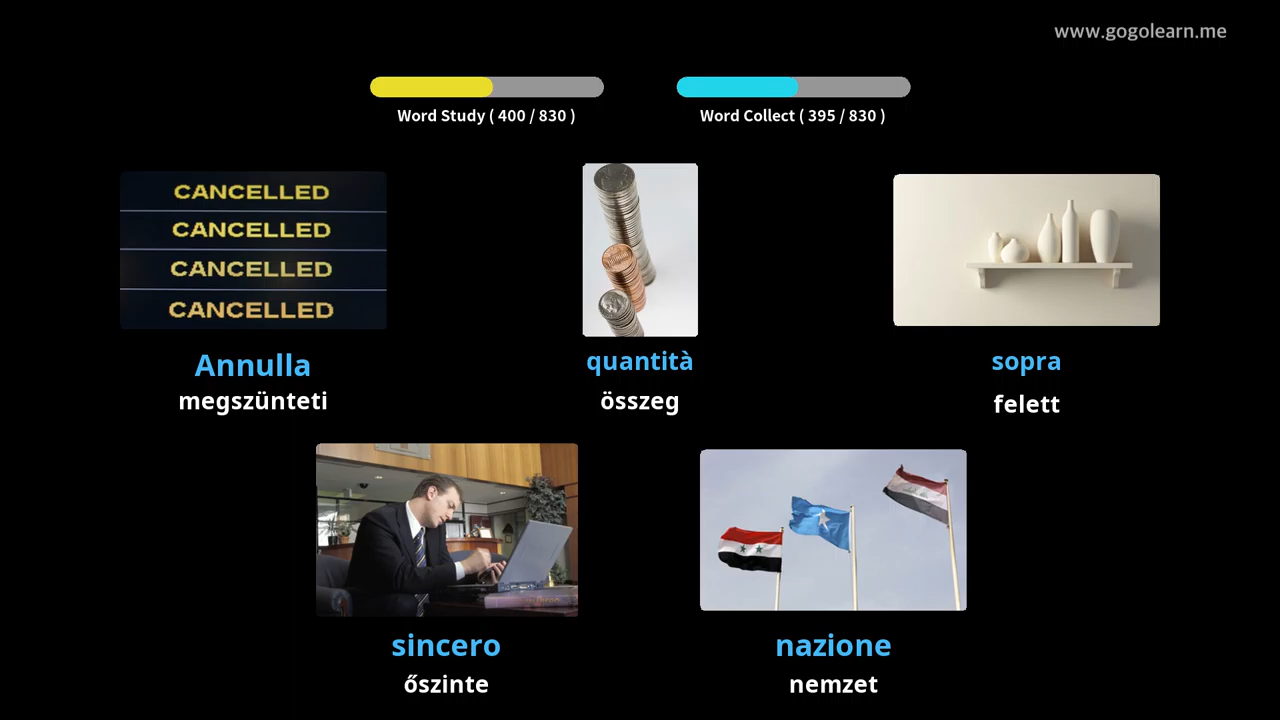 www.gogolearn.me
Word Study ( 400 / 830 )
Word Collect ( 395 / 830 )
CANCELLED
CANCELLED
CANCELLED
CANCELLED
Annulla
megszünteti
quantità
összeg
sopra
felett
sincero
őszinte
nazione
nemzet